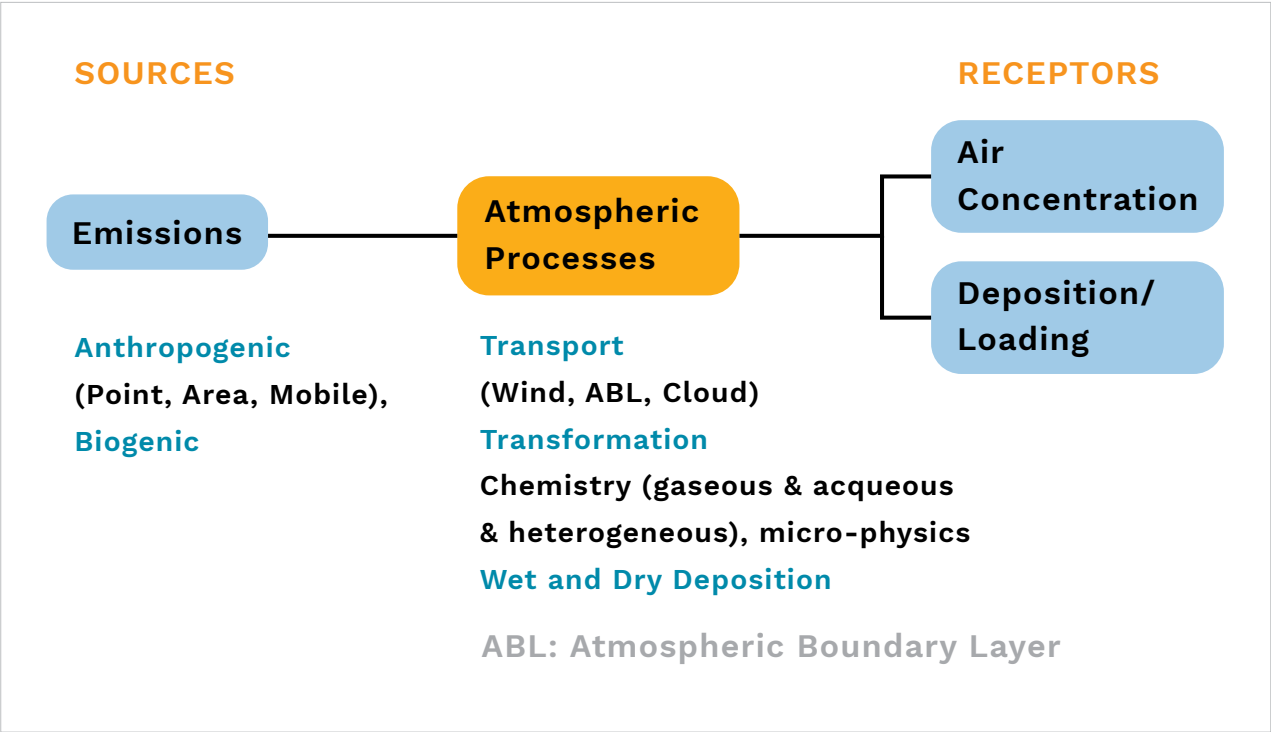 SOURCES
RECEPTORS
Emissions
Atmospheric
Processes
Air
Concentration
Deposition/
Loading
Anthropogenic
(Point, Area, Mobile),
Biogenic
Transport
(Wind, ABL, Cloud)
Transformation
Chemistry (gaseous & acqueous
& heterogeneous), micro-physics
Wet and Dry Deposition
ABL: Atmospheric Boundary Layer